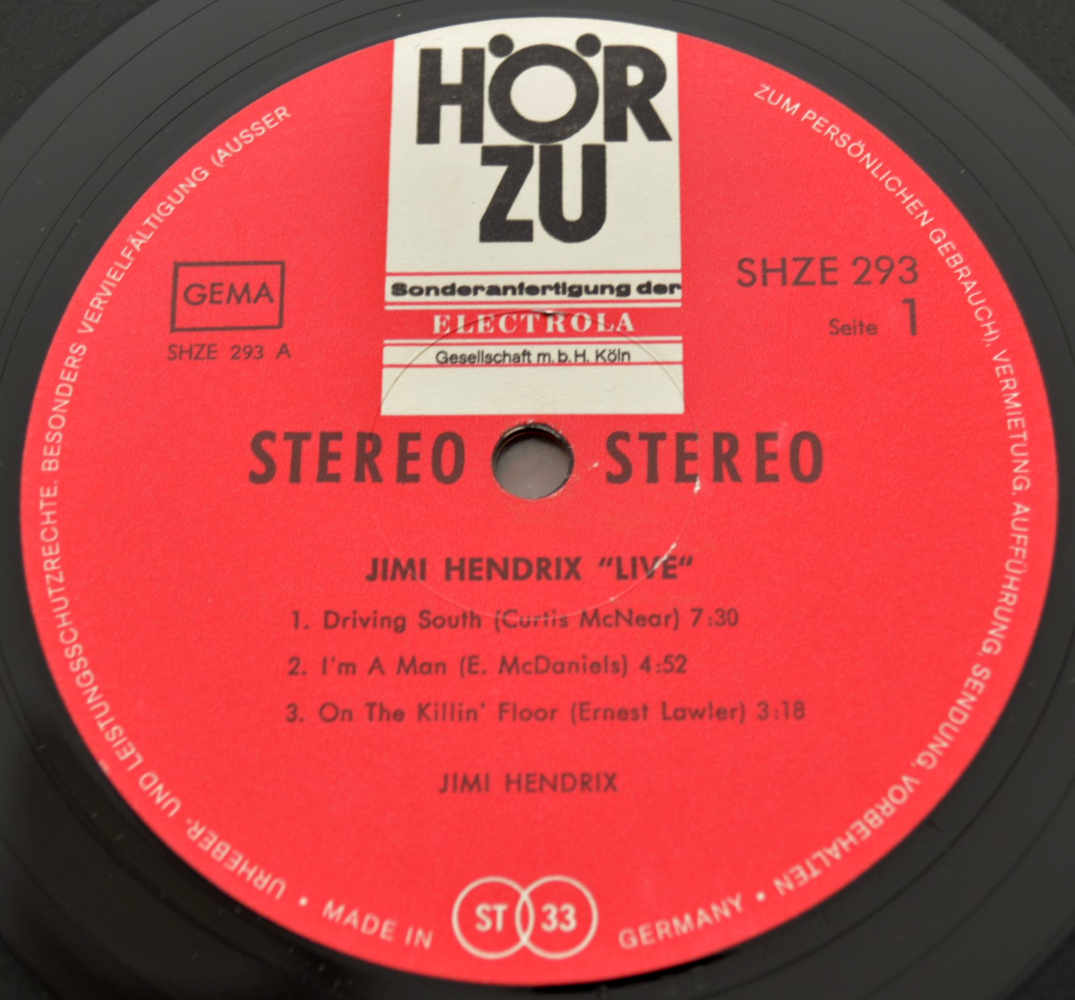 HÖR
ZU
Sonderanfertigung der
ELECTROLA
Gesellschaft m.b.H. Köln
GEMA
SHZE 293 A
SHZE 293
Seite 1
STEREO STEREO
JIMI HENDRIX "LIVE"
1. Driving South (Curtis McNear) 7:30
2. I'm A Man (E. McDaniels) 4:52
3. On The Killin' Floor (Ernest Lawler) 3:18
JIMI HENDRIX
ST 33
URHEBER- UND LEISTUNGSSCHUTZRECHTE, BESONDERS VERVIELFÄLTIGUNG (AUSSER ZUM PERSÖNLICHEN GEBRAUCH), VERMIETUNG, AUFFÜHRUNG, SENDUNG, VORBEHALTEN • MADE IN GERMANY •